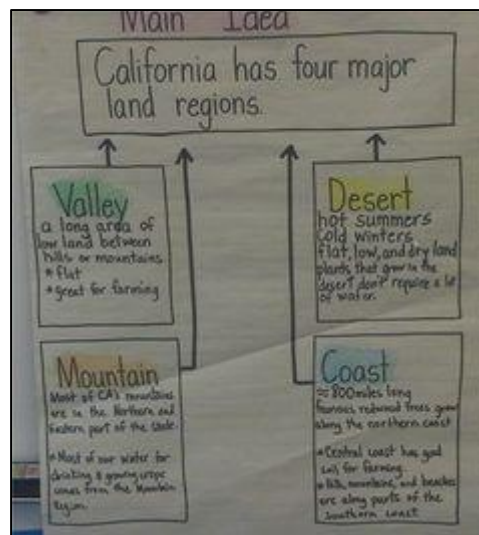 Main Idea
California has four major
land regions.
Valley
a long area of
low land between
hills or mountains
* flat
* great for farming
Desert
hot summers
Cold winters
flat, low, and dry land
plants that grow in the
desert don't require a lot
of water.
Mountain
Most of CA's mountains
are in the Northern and
Eastern part of the State.
* Most of our water for
drinking & growing crops
comes from the Mountain
Region.
Coast
≈ 800 miles long
famous redwood trees grow
along the northern coast
* Central coast has good
soil for farming.
* Hills, mountains, and beaches
are along parts of the
Southern coast